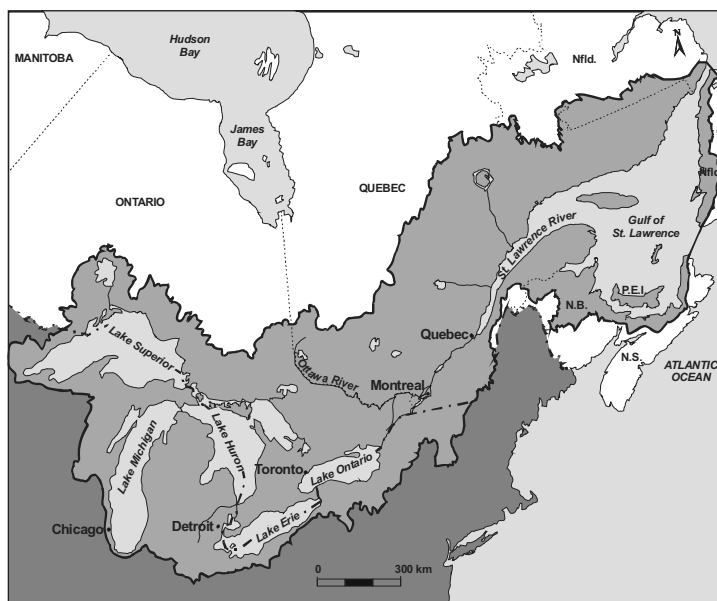 Hudson
Bay
N
MANITOBA
Nfld.
James
Bay
Nfld.
ONTARIO
QUEBEC
Gulf of
St. Lawrence
St. Lawrence River
P.E.I.
N.B.
Quebec
Lake Superior
N.S.
ATLANTIC
OCEAN
Ottawa River
Montreal
Lake Michigan
Lake Huron
Toronto
Lake Ontario
Chicago
Detroit
Lake Erie
0 300 km